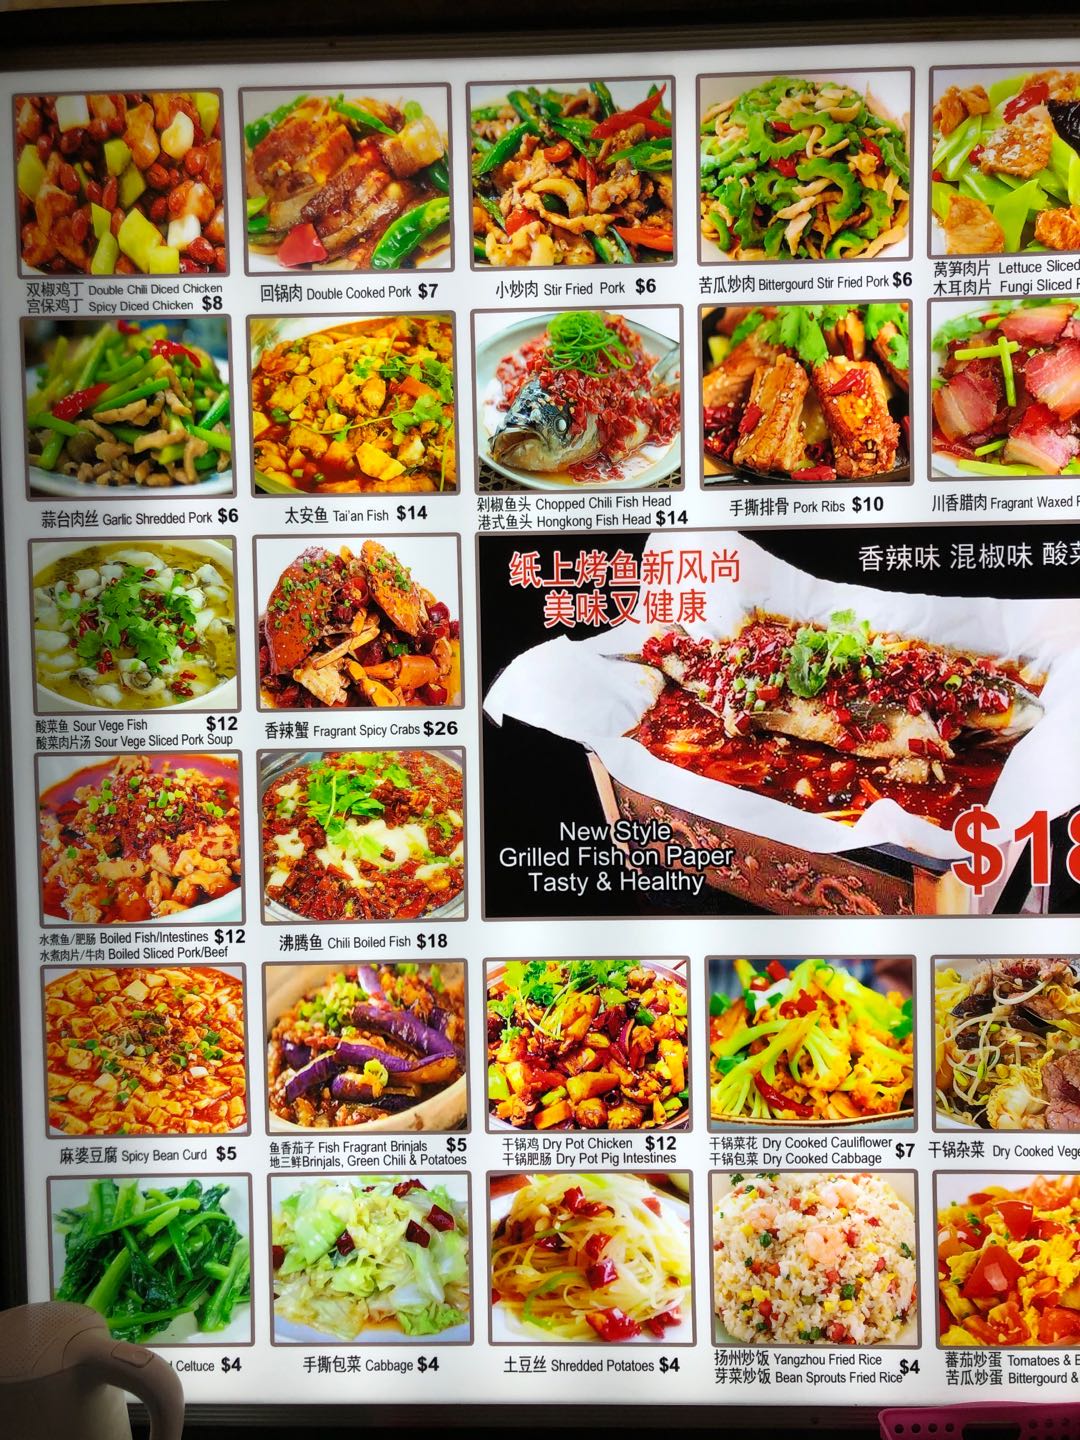 双椒鸡丁 Double Chili Diced Chicken
宫保鸡丁 Spicy Diced Chicken $8
回锅肉 Double Cooked Pork $7
小炒肉 Stir Fried Pork $6
苦瓜炒肉 Bittergourd Stir Fried Pork $6
莴笋肉片 Lettuce Sliced
木耳肉片 Fungi Sliced
蒜台肉丝 Garlic Shredded Pork $6
太安鱼 Tai'an Fish $14
剁椒鱼头 Chopped Chili Fish Head
港式鱼头 Hongkong Fish Head $14
手撕排骨 Pork Ribs $10
川香腊肉 Fragrant Waxed
酸菜鱼 Sour Vege Fish $12
酸菜肉片汤 Sour Vege Sliced Pork Soup
香辣蟹 Fragrant Spicy Crabs $26
纸上烤鱼新风尚
美味又健康
香辣味 混椒味
New Style
Grilled Fish on Paper
Tasty & Healthy
水煮鱼/肥肠 Boiled Fish/Intestines $12
水煮肉片/牛肉 Boiled Sliced Pork/Beef
沸腾鱼 Chili Boiled Fish $18
麻婆豆腐 Spicy Bean Curd $5
鱼香茄子 Fish Fragrant Brinjals $5
地三鲜Brinjals, Green Chili & Potatoes
干锅鸡 Dry Pot Chicken $12
干锅肥肠 Dry Pot Pig Intestines
干锅菜花 Dry Cooked Cauliflower
干锅包菜 Dry Cooked Cabbage $7
干锅杂菜 Dry Cooked
Celtuce $4
手撕包菜 Cabbage $4
土豆丝 Shredded Potatoes $4
扬州炒饭 Yangzhou Fried Rice
芽菜炒饭 Bean Sprouts Fried Rice $4
蕃茄炒蛋 Tomatoes &
苦瓜炒蛋 Bittergourd &